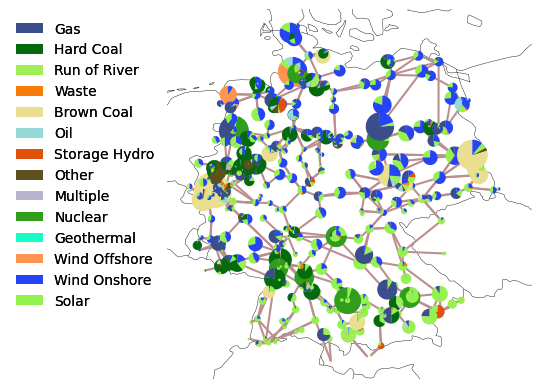 Gas
Hard Coal
Run of River
Waste
Brown Coal
Oil
Storage Hydro
Other
Multiple
Nuclear
Geothermal
Wind Offshore
Wind Onshore
Solar